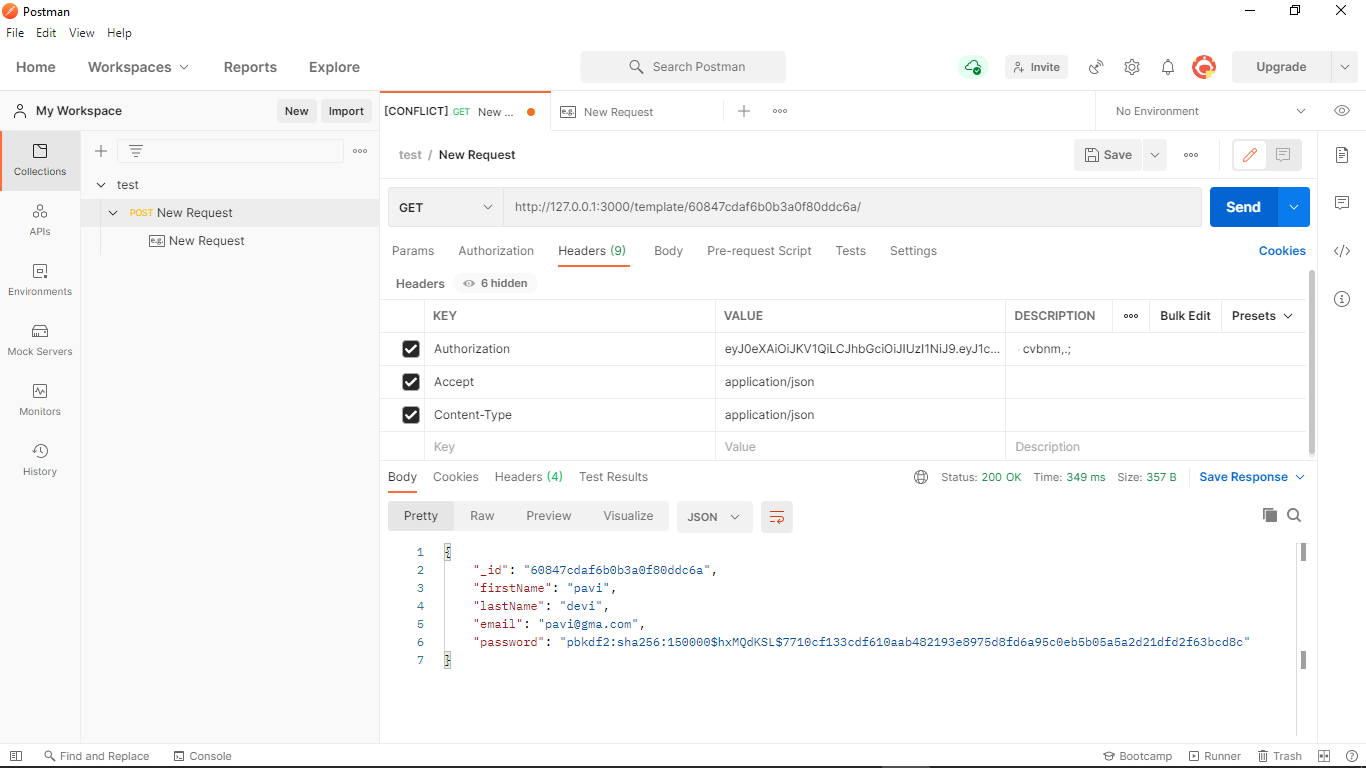 Postman
File Edit View Help
Home Workspaces Reports Explore Search Postman Invite Upgrade
My Workspace New Import [CONFLICT] GET New ... e.g. New Request No Environment
test / New Request Save
Collections
test
POST New Request
e.g. New Request
APIs
Environments
Mock Servers
Monitors
History
GET http://127.0.0.1:3000/template/60847cdaf6b0b3a0f80ddc6a/ Send
Params Authorization Headers (9) Body Pre-request Script Tests Settings Cookies
Headers 6 hidden
KEY VALUE DESCRIPTION Bulk Edit Presets
Authorization eyJ0eXAiOiJKV1QiLCJhbGciOiJIUzI1NiJ9.eyJ1c... cvbnm,.;
Accept application/json
Content-Type application/json
Key Value Description
Body Cookies Headers (4) Test Results Status: 200 OK Time: 349 ms Size: 357 B Save Response
Pretty Raw Preview Visualize JSON
1 {
2 "_id": "60847cdaf6b0b3a0f80ddc6a",
3 "firstName": "pavi",
4 "lastName": "devi",
5 "email": "pavi@gma.com",
6 "password": "pbkdf2:sha256:150000$hxMQdKSL$7710cf133cdf610aab482193e8975d8fd6a95c0eb5b05a5a2d21dfd2f63bcd8c"
7 }
Find and Replace Console Bootcamp Runner Trash